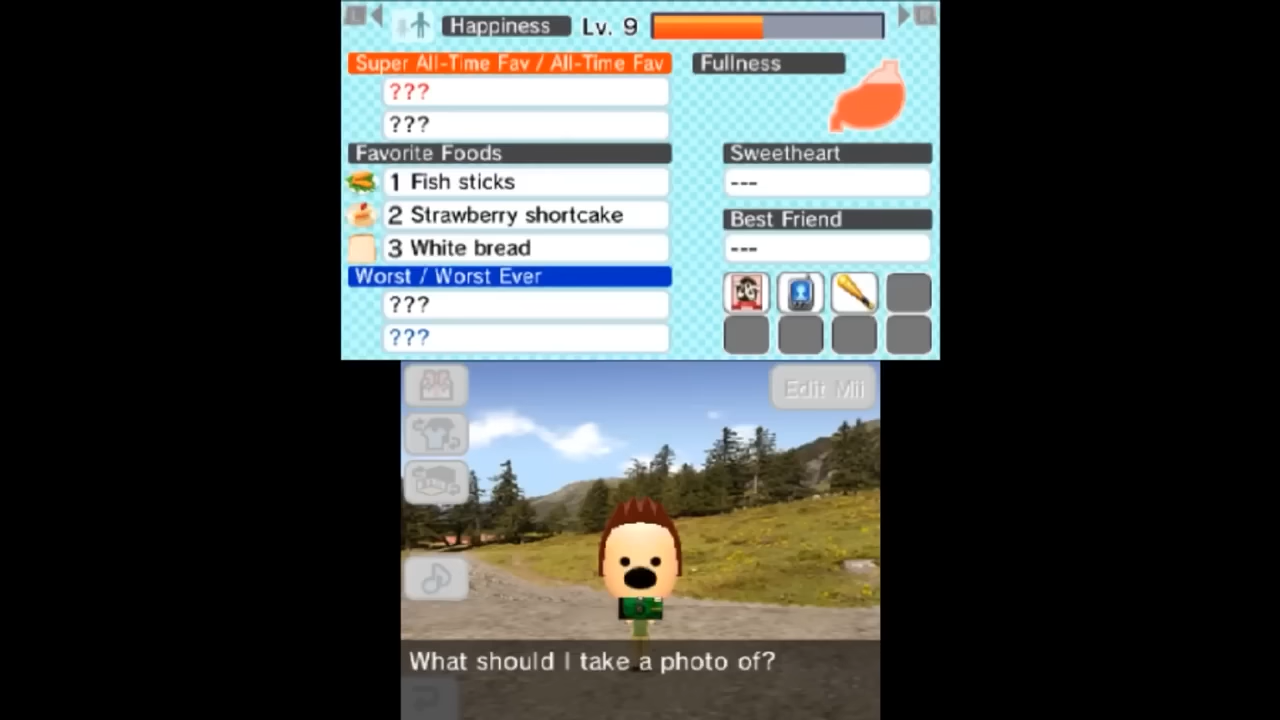 L
R
Happiness Lv. 9
Super All-Time Fav / All-Time Fav
???
???
Favorite Foods
1 Fish sticks
2 Strawberry shortcake
3 White bread
Worst / Worst Ever
???
???
Fullness
Sweetheart
---
Best Friend
---
Edit Mii
What should I take a photo of?